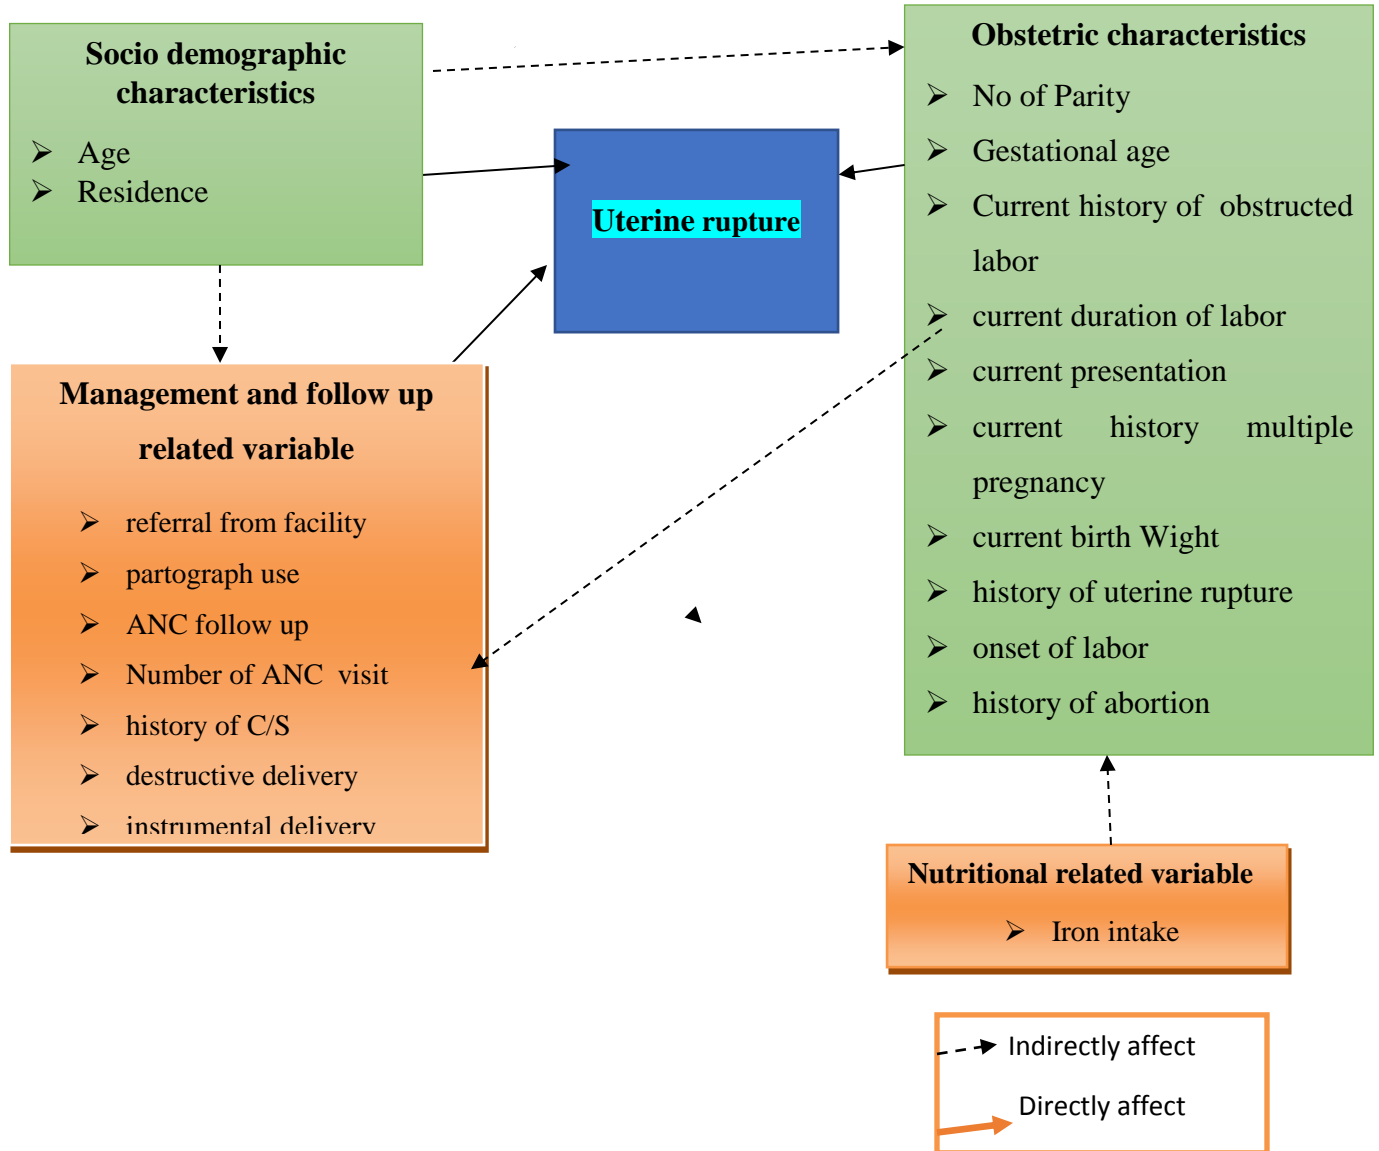 Socio demographic
characteristics
➢ Age
➢ Residence
Uterine rupture
Obstetric characteristics
➢ No of Parity
➢ Gestational age
➢ Current history of obstructed
labor
➢ current duration of labor
➢ current presentation
➢ current history multiple
pregnancy
➢ current birth Wight
➢ history of uterine rupture
➢ onset of labor
➢ history of abortion
Management and follow up
related variable
➢ referral from facility
➢ partograph use
➢ ANC follow up
➢ Number of ANC visit
➢ history of C/S
➢ destructive delivery
➢ instrumental delivery
Nutritional related variable
➢ Iron intake
Indirectly affect
Directly affect